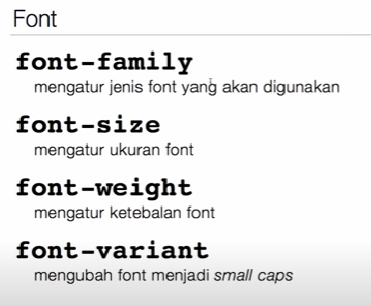 Font
font-family
mengatur jenis font yang akan digunakan
font-size
mengatur ukuran font
font-weight
mengatur ketebalan font
font-variant
mengubah font menjadi small caps